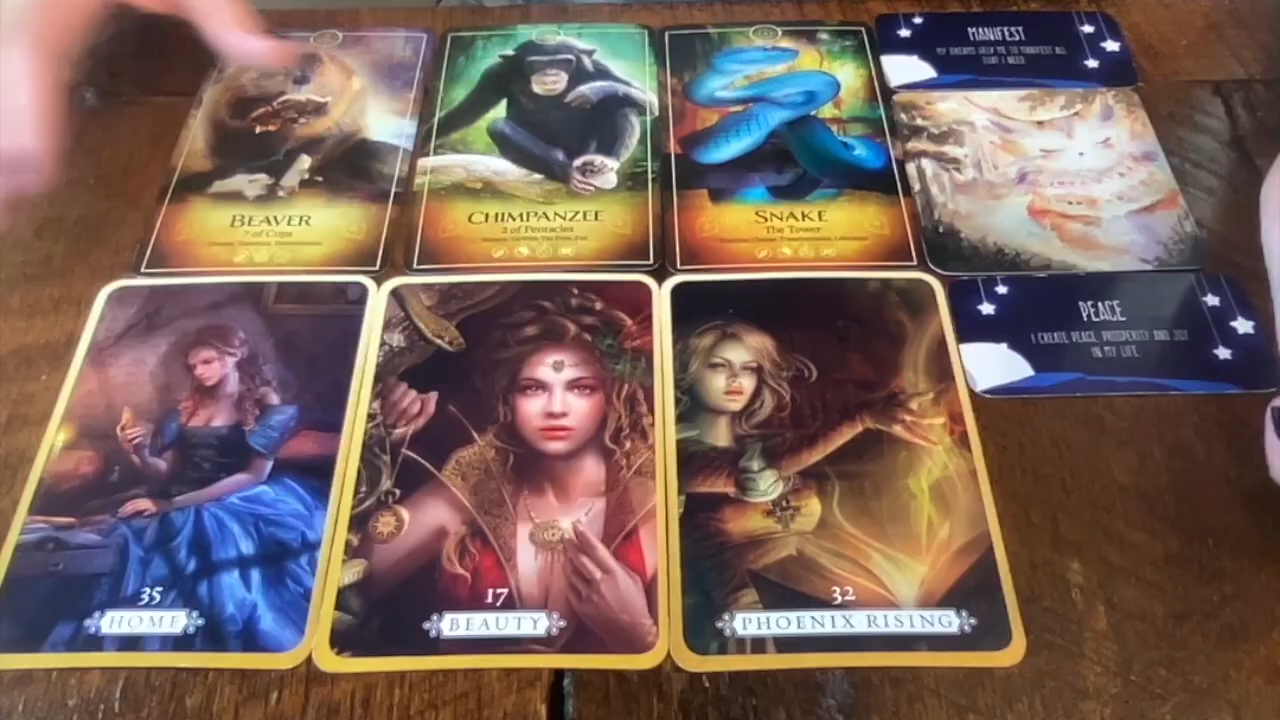 MANIFEST
MY DREAMS HELP ME TO MANIFEST ALL
THAT I NEED.
BEAVER
7 of Cups
CHIMPANZEE
2 of Pentacles
SNAKE
The Tower
PEACE
I CREATE PEACE, PROSPERITY AND JOY
IN MY LIFE.
35
HOME
17
BEAUTY
32
PHOENIX RISING